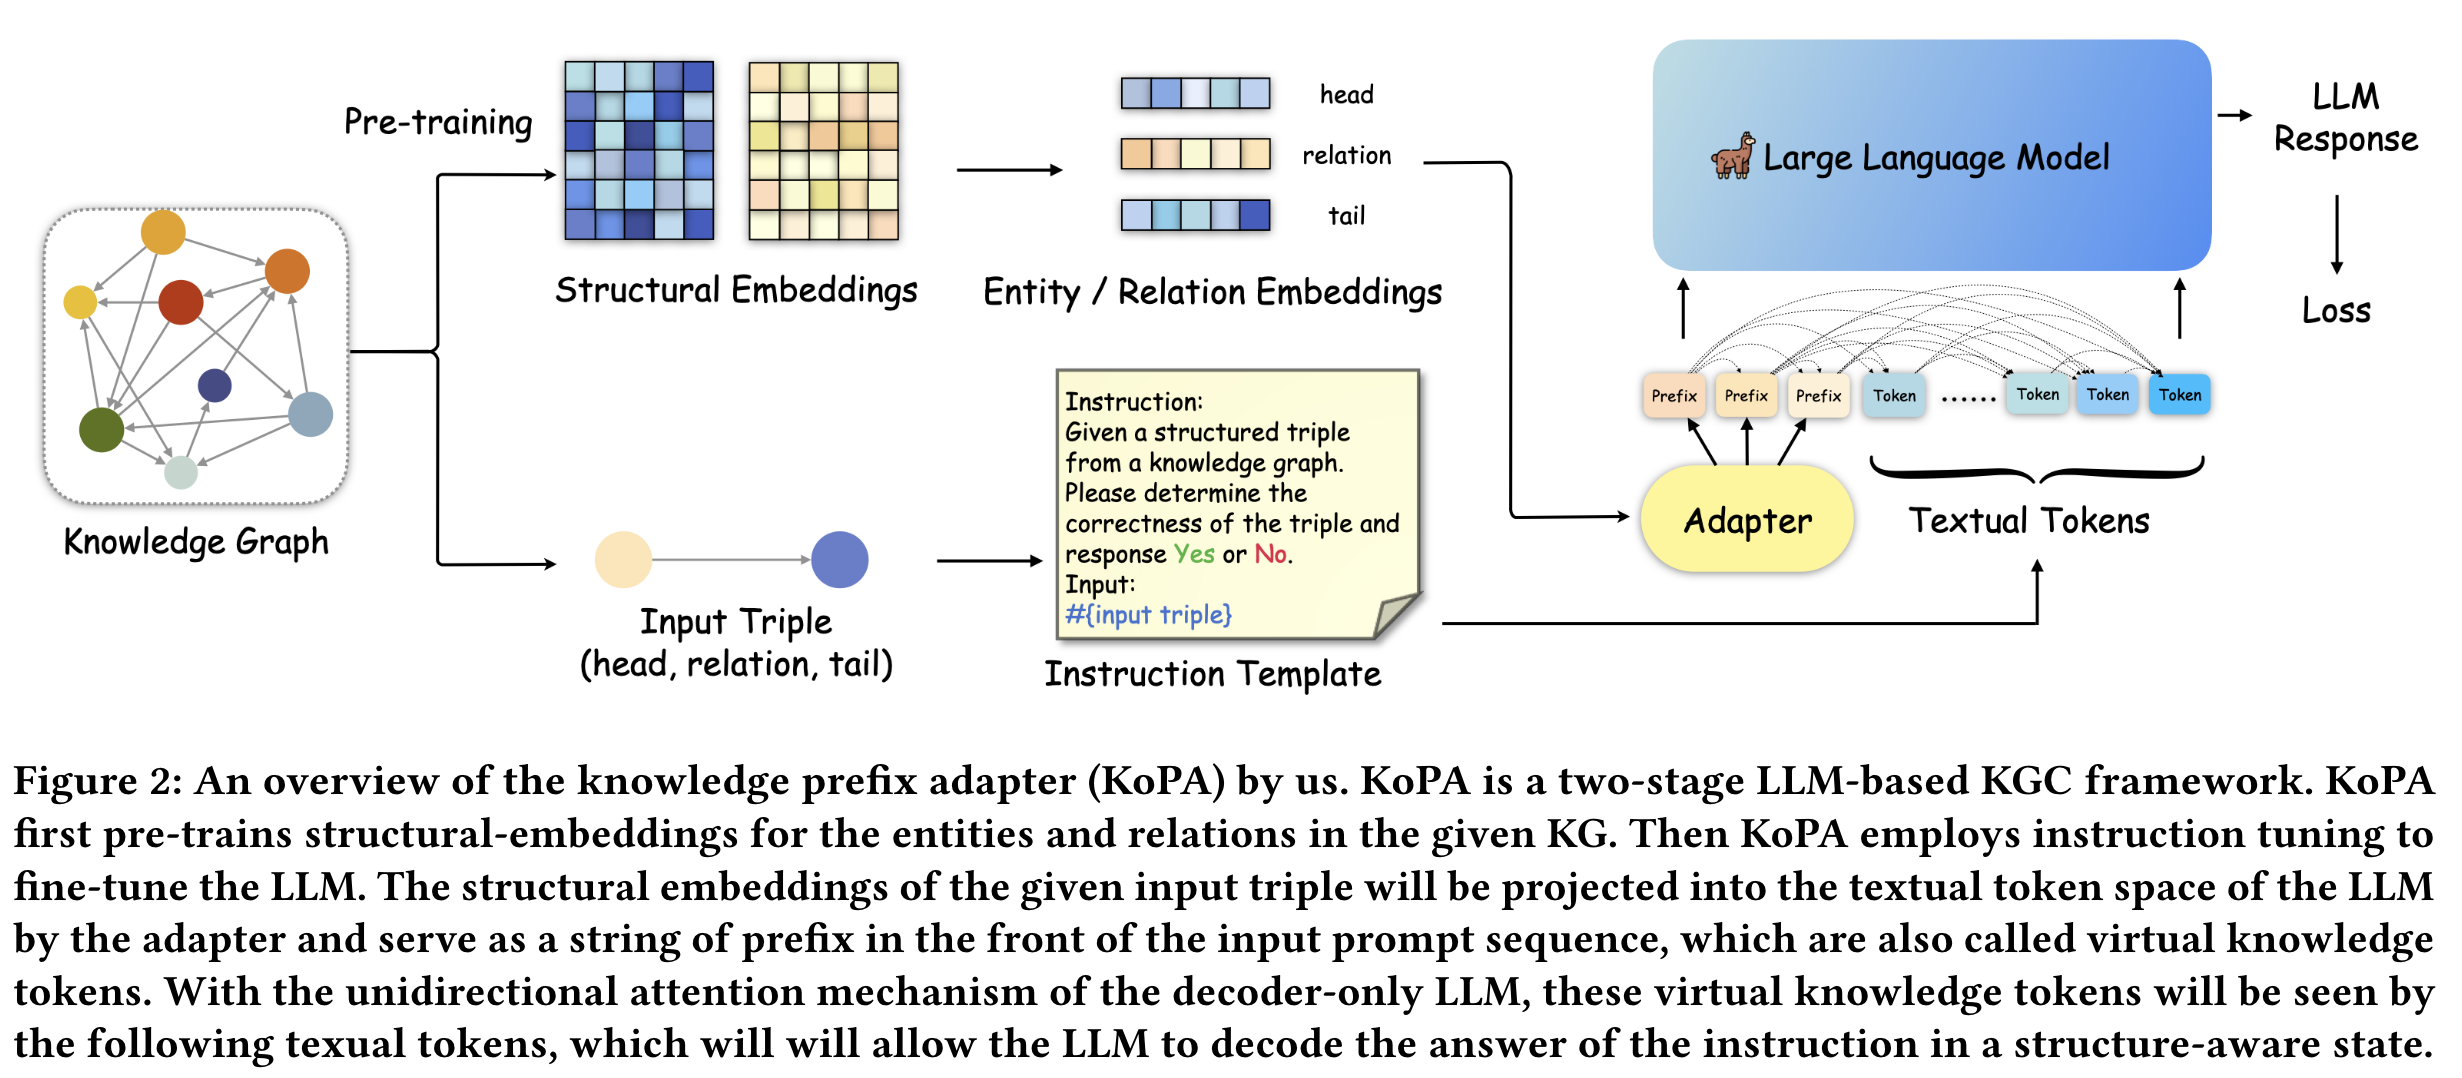 Pre-training
Structural Embeddings
head
relation
tail
Entity / Relation Embeddings
Knowledge Graph
Input Triple
(head, relation, tail)
Instruction:
Given a structured triple
from a knowledge graph.
Please determine the
correctness of the triple and
response Yes or No.
Input:
#{input triple}
Instruction Template
Large Language Model
LLM
Response
Loss
Prefix
Prefix
Prefix
Token
......
Token
Token
Token
Adapter
Textual Tokens
Figure 2: An overview of the knowledge prefix adapter (KoPA) by us. KoPA is a two-stage LLM-based KGC framework. KoPA
first pre-trains structural-embeddings for the entities and relations in the given KG. Then KoPA employs instruction tuning to
fine-tune the LLM. The structural embeddings of the given input triple will be projected into the textual token space of the LLM
by the adapter and serve as a string of prefix in the front of the input prompt sequence, which are also called virtual knowledge
tokens. With the unidirectional attention mechanism of the decoder-only LLM, these virtual knowledge tokens will be seen by
the following texual tokens, which will will allow the LLM to decode the answer of the instruction in a structure-aware state.